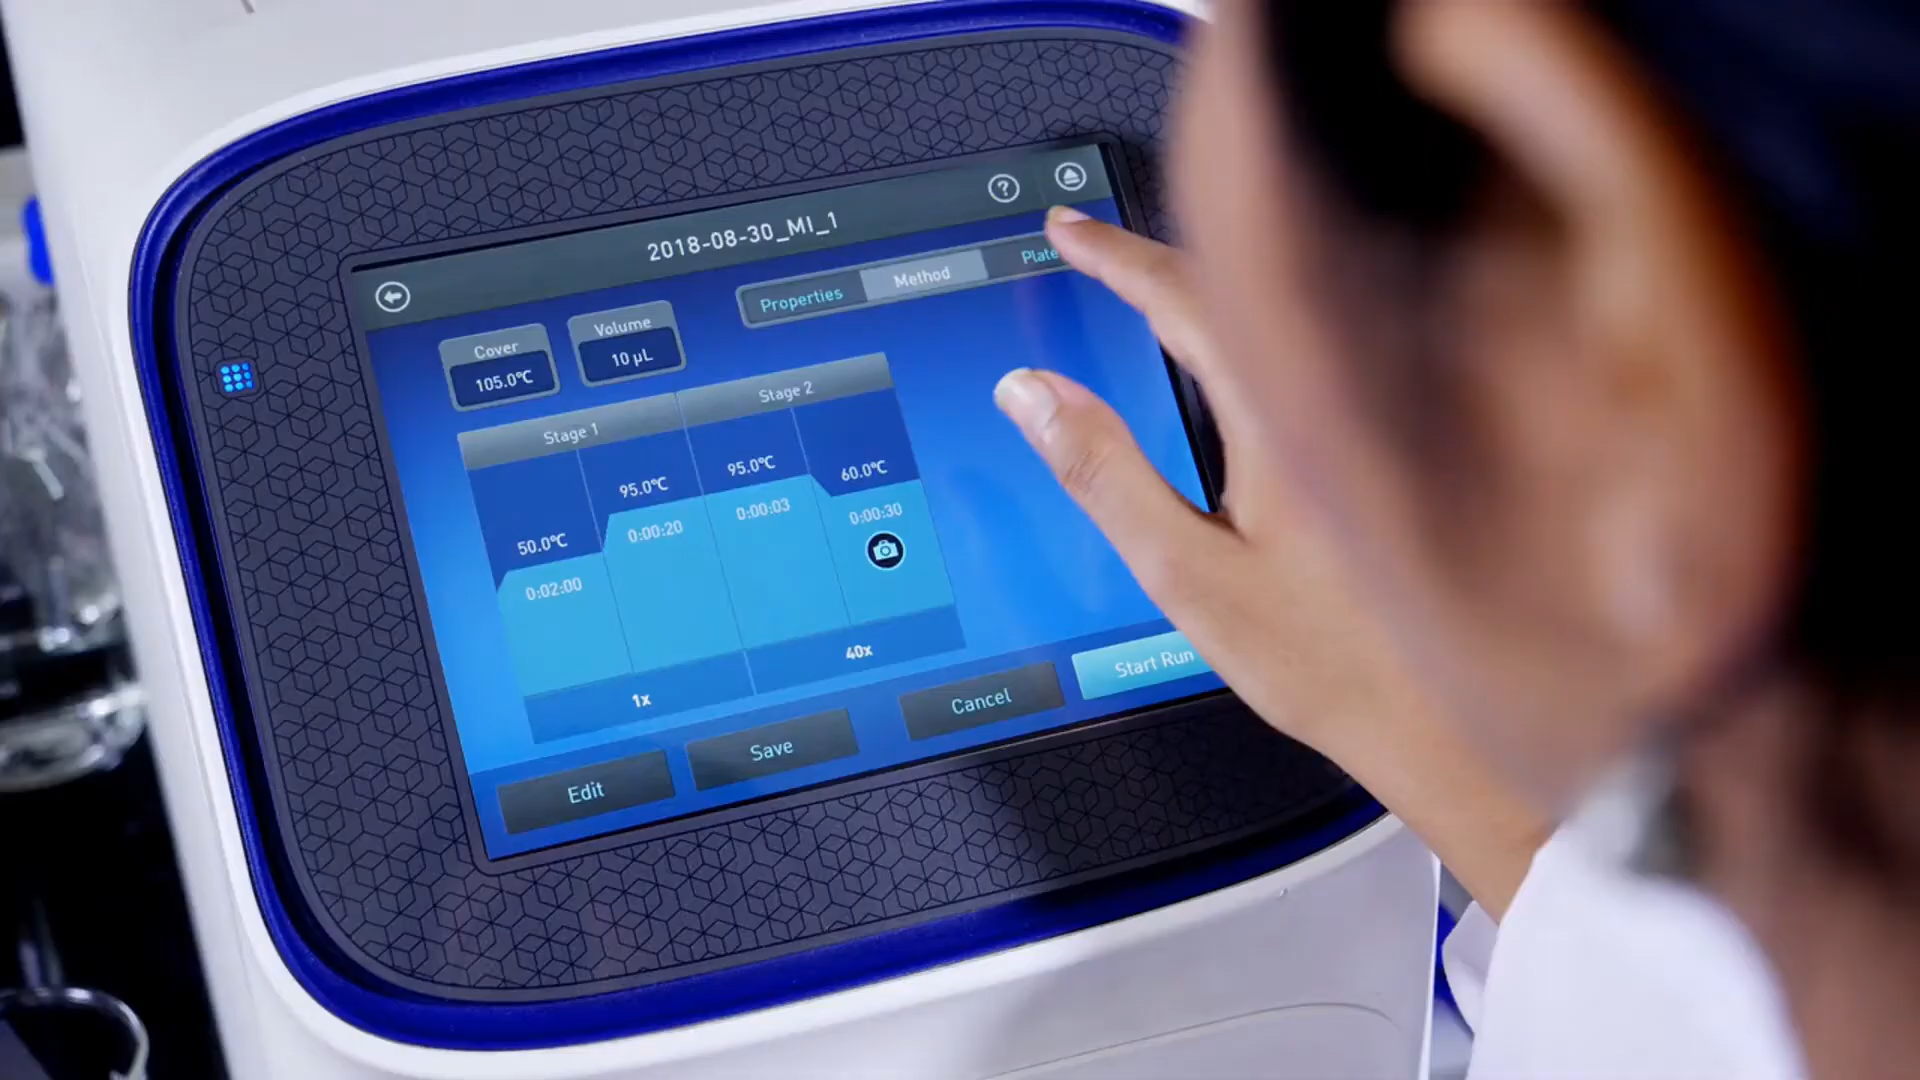 2018-08-30_MI_1
?
Properties Method Plate
Cover
105.0°C
Volume
10 µL
Stage 1
Stage 2
50.0°C
0:02:00
95.0°C
0:00:20
95.0°C
0:00:03
60.0°C
0:00:30
1x
40x
Edit
Save
Cancel
Start Run